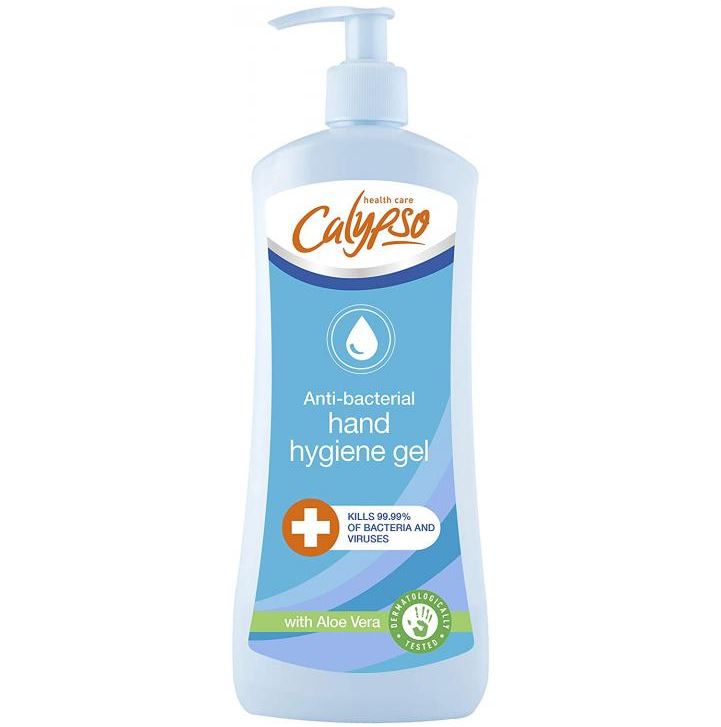 health care
Calypso
Anti-bacterial
hand
hygiene gel
KILLS 99.99%
OF BACTERIA AND
VIRUSES
with Aloe Vera
DERMATOLOGICALLY
TESTED